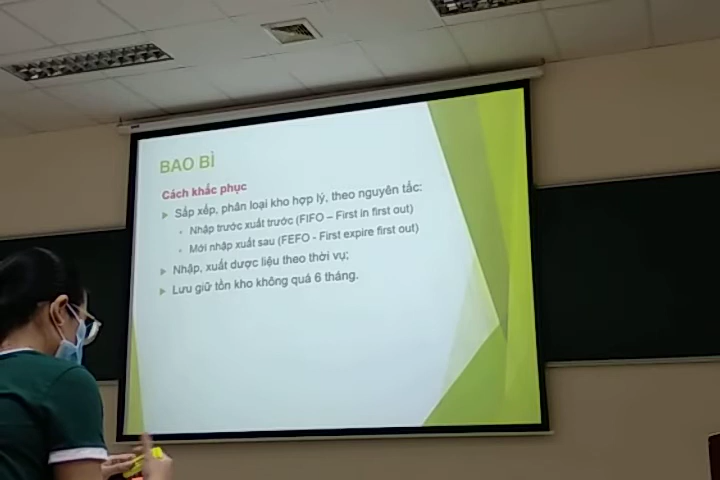 BAO BÌ
Cách khắc phục
Sắp xếp, phân loại kho hợp lý, theo nguyên tắc:
Nhập trước xuất trước (FIFO – First in first out)
Mới nhập xuất sau (FEFO - First expire first out)
Nhập, xuất dược liệu theo thời vụ;
Lưu giữ tồn kho không quá 6 tháng.